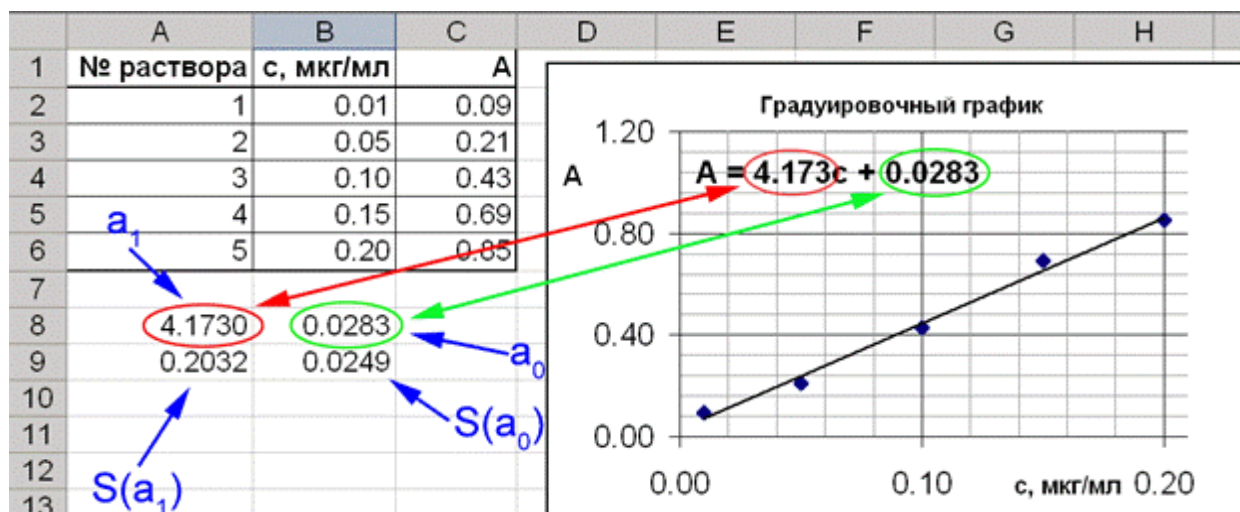 A B C D E F G H
1 № раствора с, мкг/мл А
2 1 0.01 0.09
3 2 0.05 0.21
4 3 0.10 0.43
5 4 0.15 0.69
6 5 0.20 0.85
7
8 4.1730 0.0283
9 0.2032 0.0249
10
11
12
13
a₁
a₀
S(a₀)
S(a₁)
Градуировочный график
A = 4.173c + 0.0283
А
1.20
0.80
0.40
0.00
0.00 0.10 с, мкг/мл 0.20